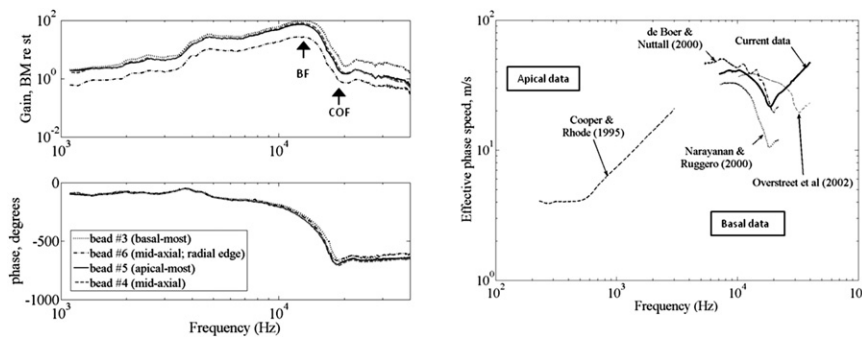 Gain, BM re st
10^2
10^0
10^-2
10^3
10^4
BF
COF
phase, degrees
0
-500
-1000
bead #3 (basal-most)
bead #6 (mid-axial; radial edge)
bead #5 (apical-most)
bead #4 (mid-axial)
10^3
10^4
Frequency (Hz)
Effective phase speed, m/s
10^2
10^1
10^0
de Boer &
Nuttall (2000)
Current data
Apical data
Cooper &
Rhode (1995)
Narayanan &
Ruggero
(2000)
Overstreet et al (2002)
Basal data
10^2
10^3
10^4
10^5
Frequency (Hz)